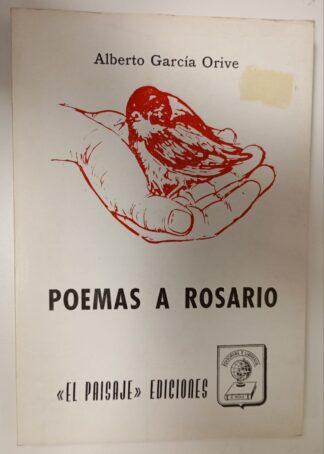 Alberto García Orive
POEMAS A ROSARIO
«EL PAISAJE» EDICIONES